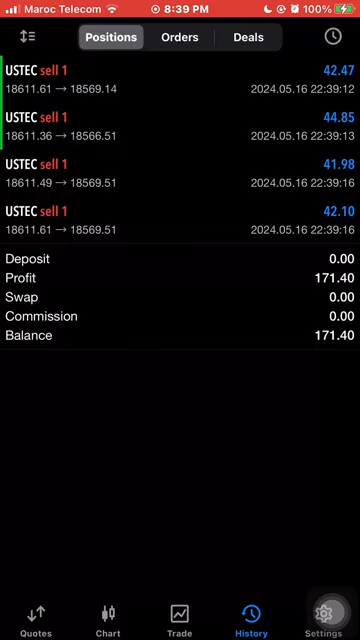 Maroc Telecom 8:39 PM 100%
Positions Orders Deals
USTEC sell 1 42.47
18611.61 → 18569.14 2024.05.16 22:39:12
USTEC sell 1 44.85
18611.36 → 18566.51 2024.05.16 22:39:13
USTEC sell 1 41.98
18611.49 → 18569.51 2024.05.16 22:39:16
USTEC sell 1 42.10
18611.61 → 18569.51 2024.05.16 22:39:16
Deposit 0.00
Profit 171.40
Swap 0.00
Commission 0.00
Balance 171.40
Quotes Chart Trade History Settings